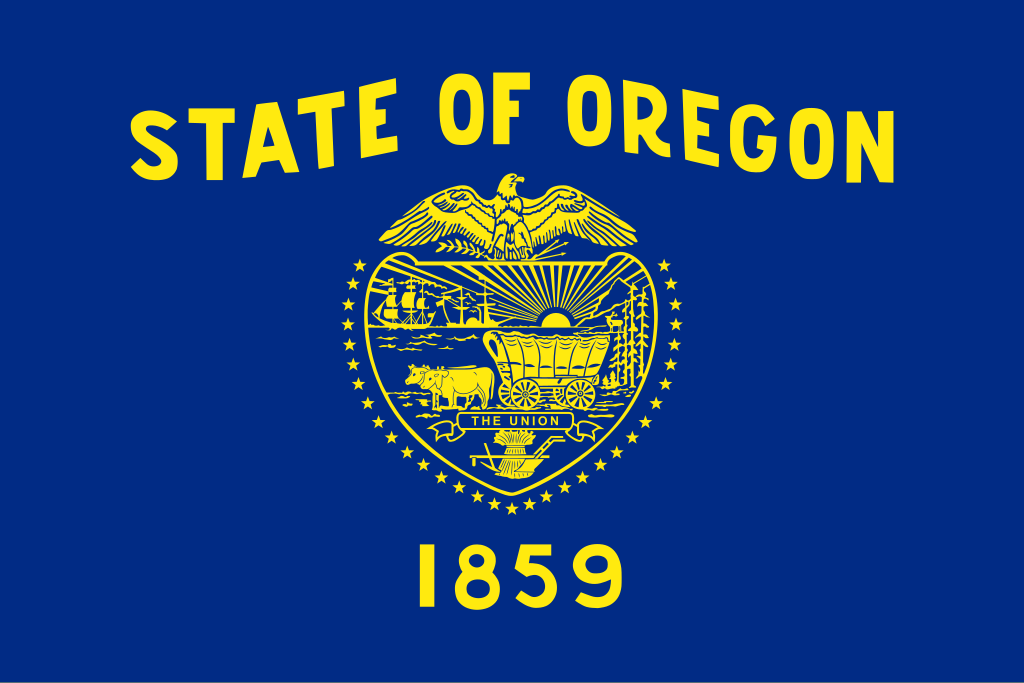 STATE OF OREGON
THE UNION
1859